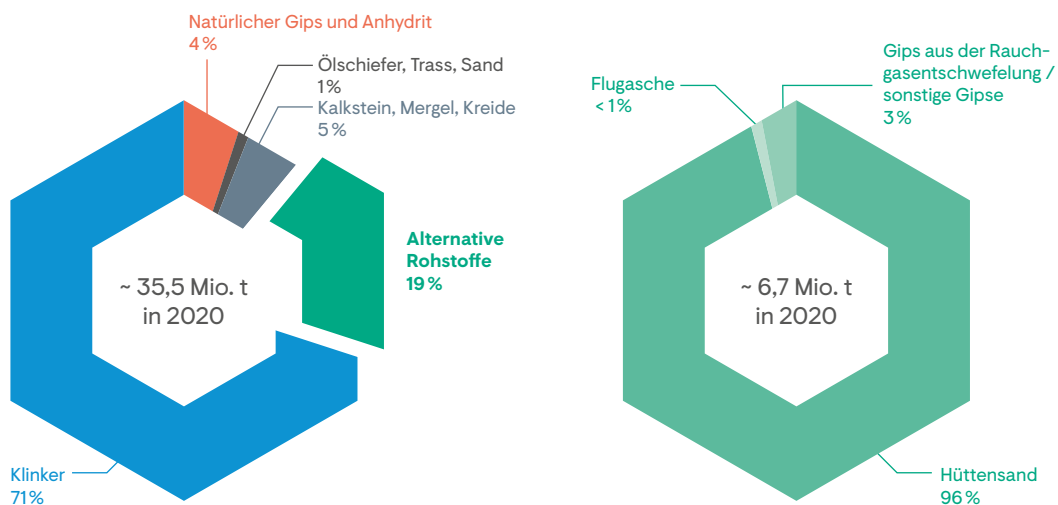 Natürlicher Gips und Anhydrit
4 %
Ölschiefer, Trass, Sand
1%
Kalkstein, Mergel, Kreide
5 %
Alternative
Rohstoffe
19 %
~ 35,5 Mio. t
in 2020
Klinker
71 %
Flugasche
< 1%
Gips aus der Rauch-
gasentschwefelung /
sonstige Gipse
3 %
~ 6,7 Mio. t
in 2020
Hüttensand
96 %